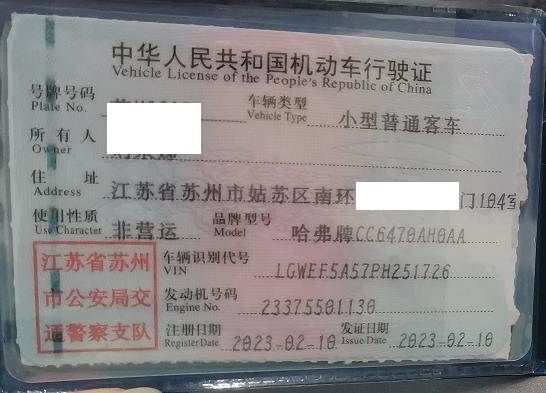 中华人民共和国机动车行驶证
Vehicle License of the People's Republic of China
号牌号码 车辆类型 小型普通客车
Plate No. Vehicle Type
所有人
Owner
住址 江苏省苏州市姑苏区南环 门104室
Address
使用性质 非营运 品牌型号 哈弗牌CC6470AH0AA
Use Character Model
江苏省苏州市公安局交通警察支队
车辆识别代号 LGWEF5A57PH251726
VIN
发动机号码 23375501130
Engine No.
注册日期 2023-02-10 发证日期 2023-02-10
Register Date Issue Date